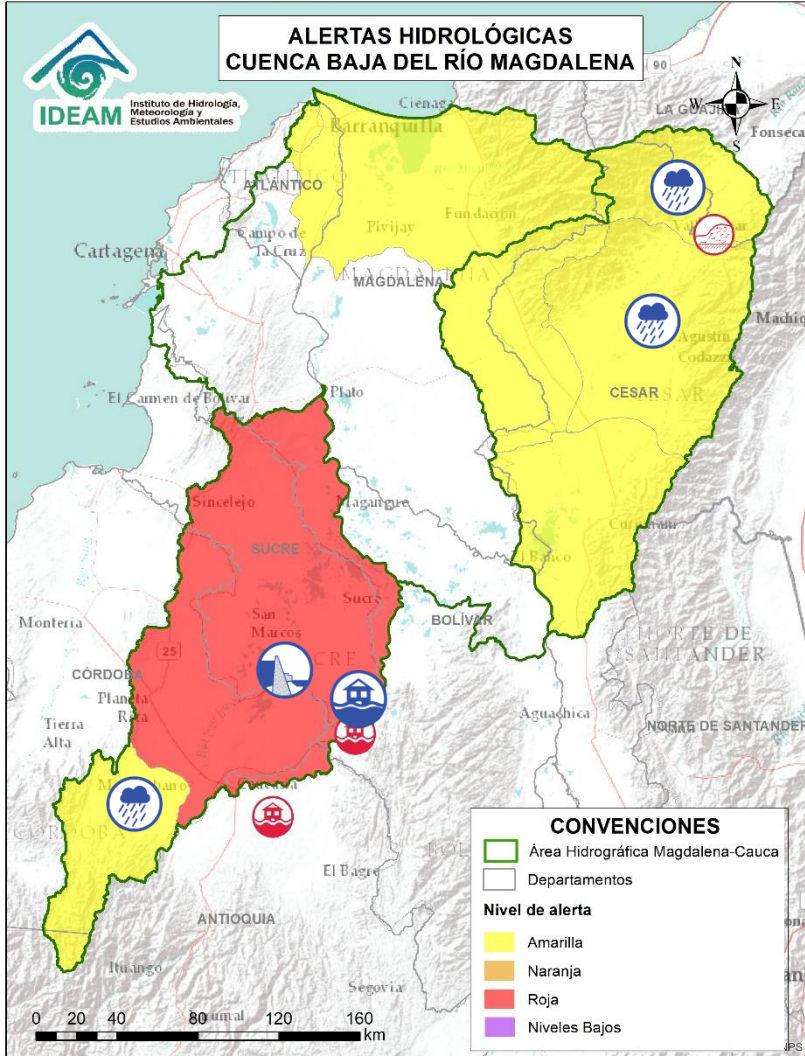 ALERTAS HIDROLÓGICAS
CUENCA BAJA DEL RÍO MAGDALENA
IDEAM
Instituto de Hidrología,
Meteorología y
Estudios Ambientales
90
N
W
E
S
Ciénaga
LA GUAJI
Fonseca
Barranquilla
ATLÁNTICO
Fundación
Pivijay
Campo de
la Cruz
Cartagena
MAGDALENA
MAGDALENA
Machiq
Agustín
Codazzi
CESAR
El Carmen de Bolívar
Plato
Sincelejo
Magangué
SUCRE
Curumaní
El Banco
Sucre
San
Marcos
BOLÍVAR
Montería
25
NORTE DE
SANTANDER
CÓRDOBA
Planeta
Rica
Aguachica
NORTE DE SANTANDER
Tierra
Alta
El Bagre
ANTIOQUIA
Ituango
Segovia
0 20 40 80 120 160
km
CONVENCIONES
Área Hidrográfica Magdalena-Cauca
Departamentos
Nivel de alerta
Amarilla
Naranja
Roja
Niveles Bajos